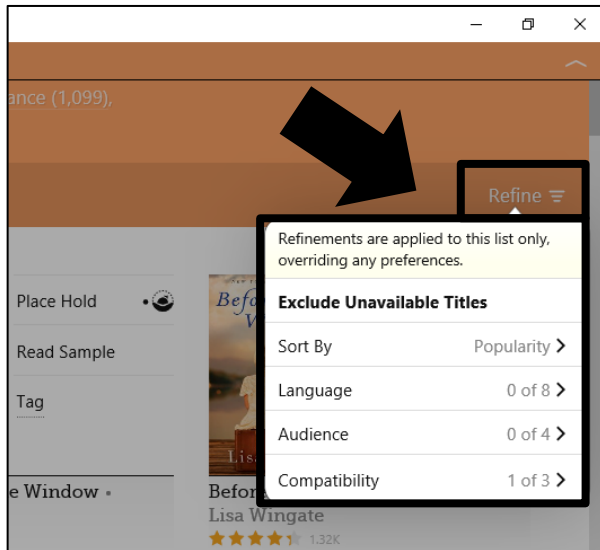 ance (1,099),
Refine
Refinements are applied to this list only,
overriding any preferences.
Exclude Unavailable Titles
Sort By Popularity
Language 0 of 8
Audience 0 of 4
Compatibility 1 of 3
Place Hold
Read Sample
Tag
Befo
Lis
e Window •
Befor
Lisa Wingate
1.32K